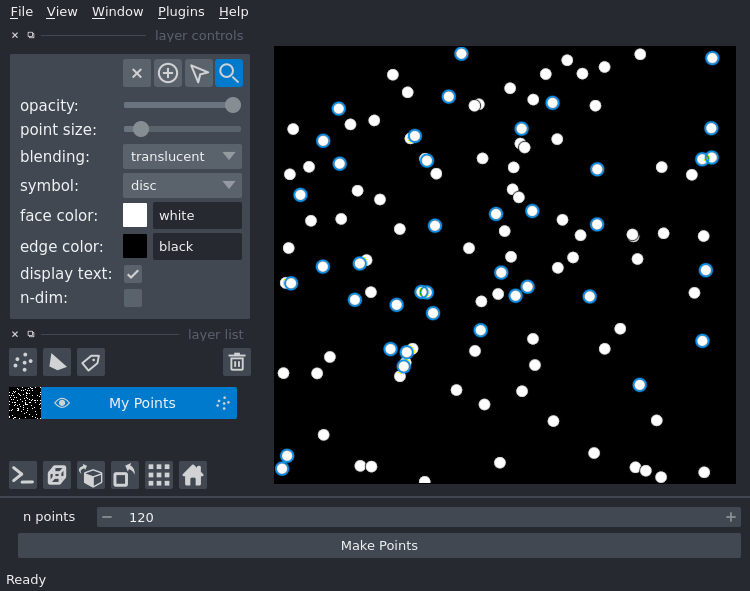 File View Window Plugins Help
layer controls
opacity:
point size:
blending: translucent
symbol: disc
face color: white
edge color: black
display text:
n-dim:
layer list
My Points
n points 120
Make Points
Ready